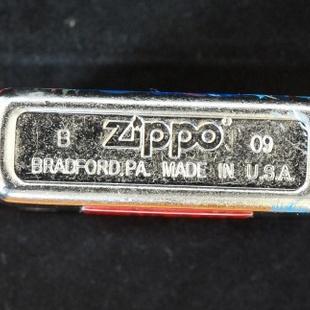 B Zippo® 09
BRADFORD, PA. MADE IN U.S.A.